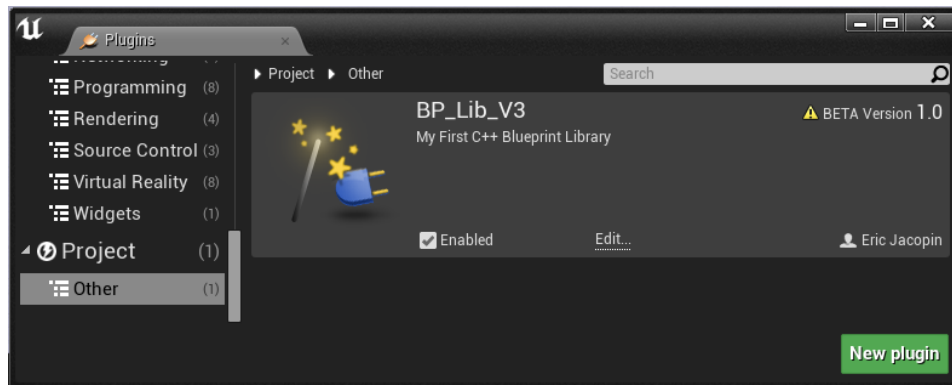 Plugins
Programming (8)
Rendering (4)
Source Control (3)
Virtual Reality (8)
Widgets (1)
Project (1)
Other (1)
Project Other
Search
BP_Lib_V3
BETA Version 1.0
My First C++ Blueprint Library
Enabled
Edit...
Eric Jacopin
New plugin